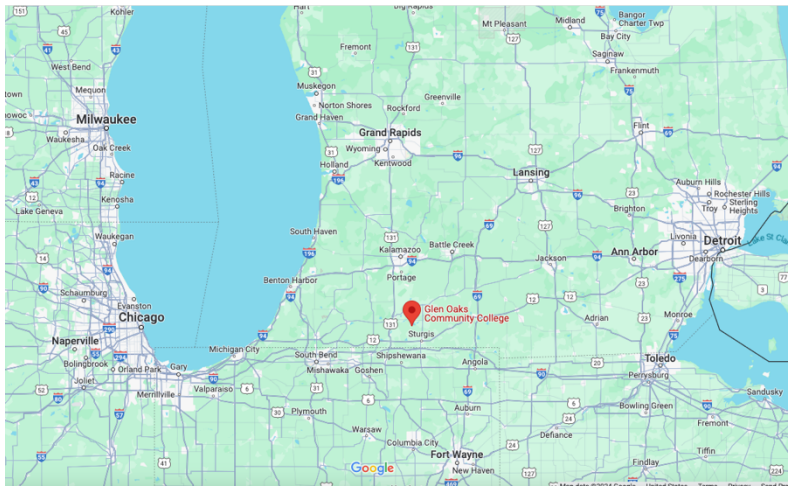 Kohler
Hart
Big Rapids
Mt Pleasant
Midland
Bangor
Charter Twp
Bay City
Saginaw
Frankenmuth
Fremont
West Bend
Mequon
Muskegon
Norton Shores
Grand Haven
Rockford
Greenville
Flint
Milwaukee
Waukesha
Oak Creek
Grand Rapids
Wyoming
Kentwood
Holland
Lansing
Racine
Kenosha
Lake Geneva
Auburn Hills
Rochester Hills
Troy
Sterling
Heights
Brighton
Waukegan
South Haven
Kalamazoo
Battle Creek
Portage
Jackson
Ann Arbor
Livonia
Detroit
Dearborn
Benton Harbor
Schaumburg
Evanston
Chicago
Glen Oaks
Community College
Sturgis
Adrian
Monroe
Naperville
Bolingbrook
Orland Park
Joliet
Gary
Merrillville
Michigan City
Valparaiso
South Bend
Mishawaka
Goshen
Shipshewana
Angola
Toledo
Perrysburg
Sandusky
Plymouth
Auburn
Bowling Green
Fremont
Warsaw
Columbia City
Defiance
Tiffin
Fort Wayne
New Haven
Findlay
Google